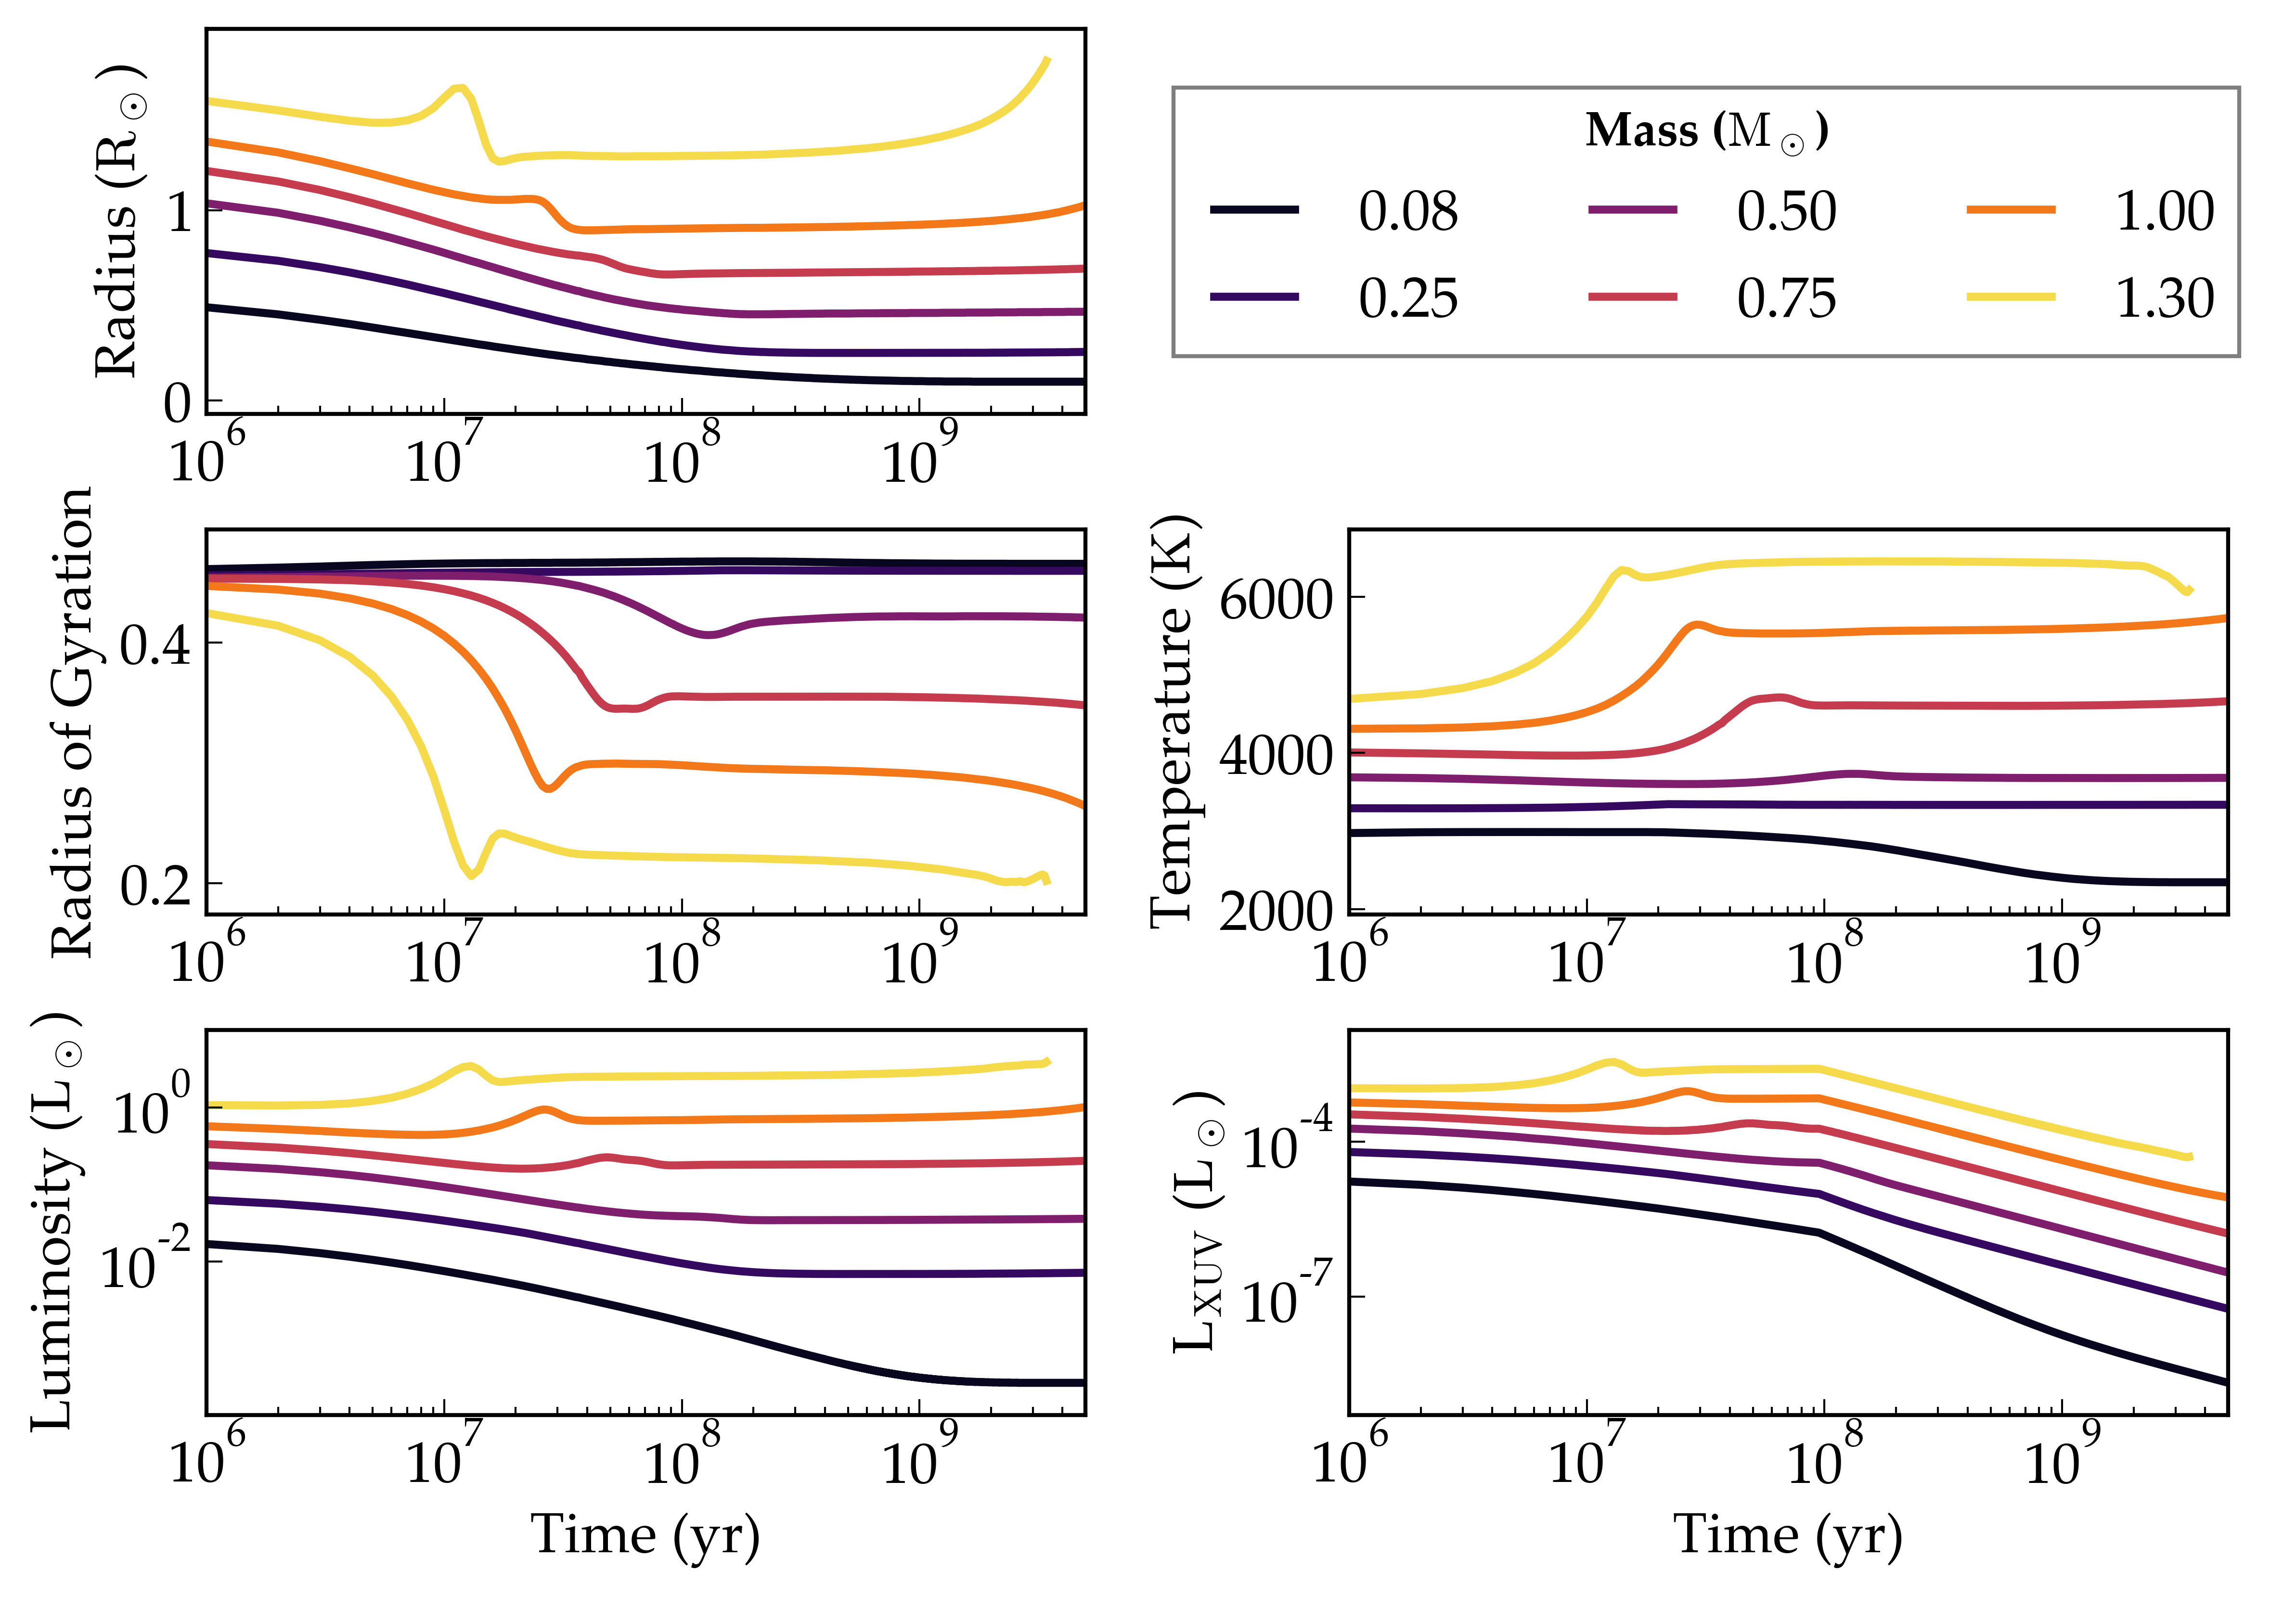 Radius (R☉)
1
0
10^6 10^7 10^8 10^9
Mass (M☉)
0.08 0.50 1.00
0.25 0.75 1.30
Radius of Gyration
0.4
0.2
10^6 10^7 10^8 10^9
Temperature (K)
6000
4000
2000
10^6 10^7 10^8 10^9
Luminosity (L☉)
10^0
10^-2
10^6 10^7 10^8 10^9
Time (yr)
L_XUV (L☉)
10^-4
10^-7
10^6 10^7 10^8 10^9
Time (yr)